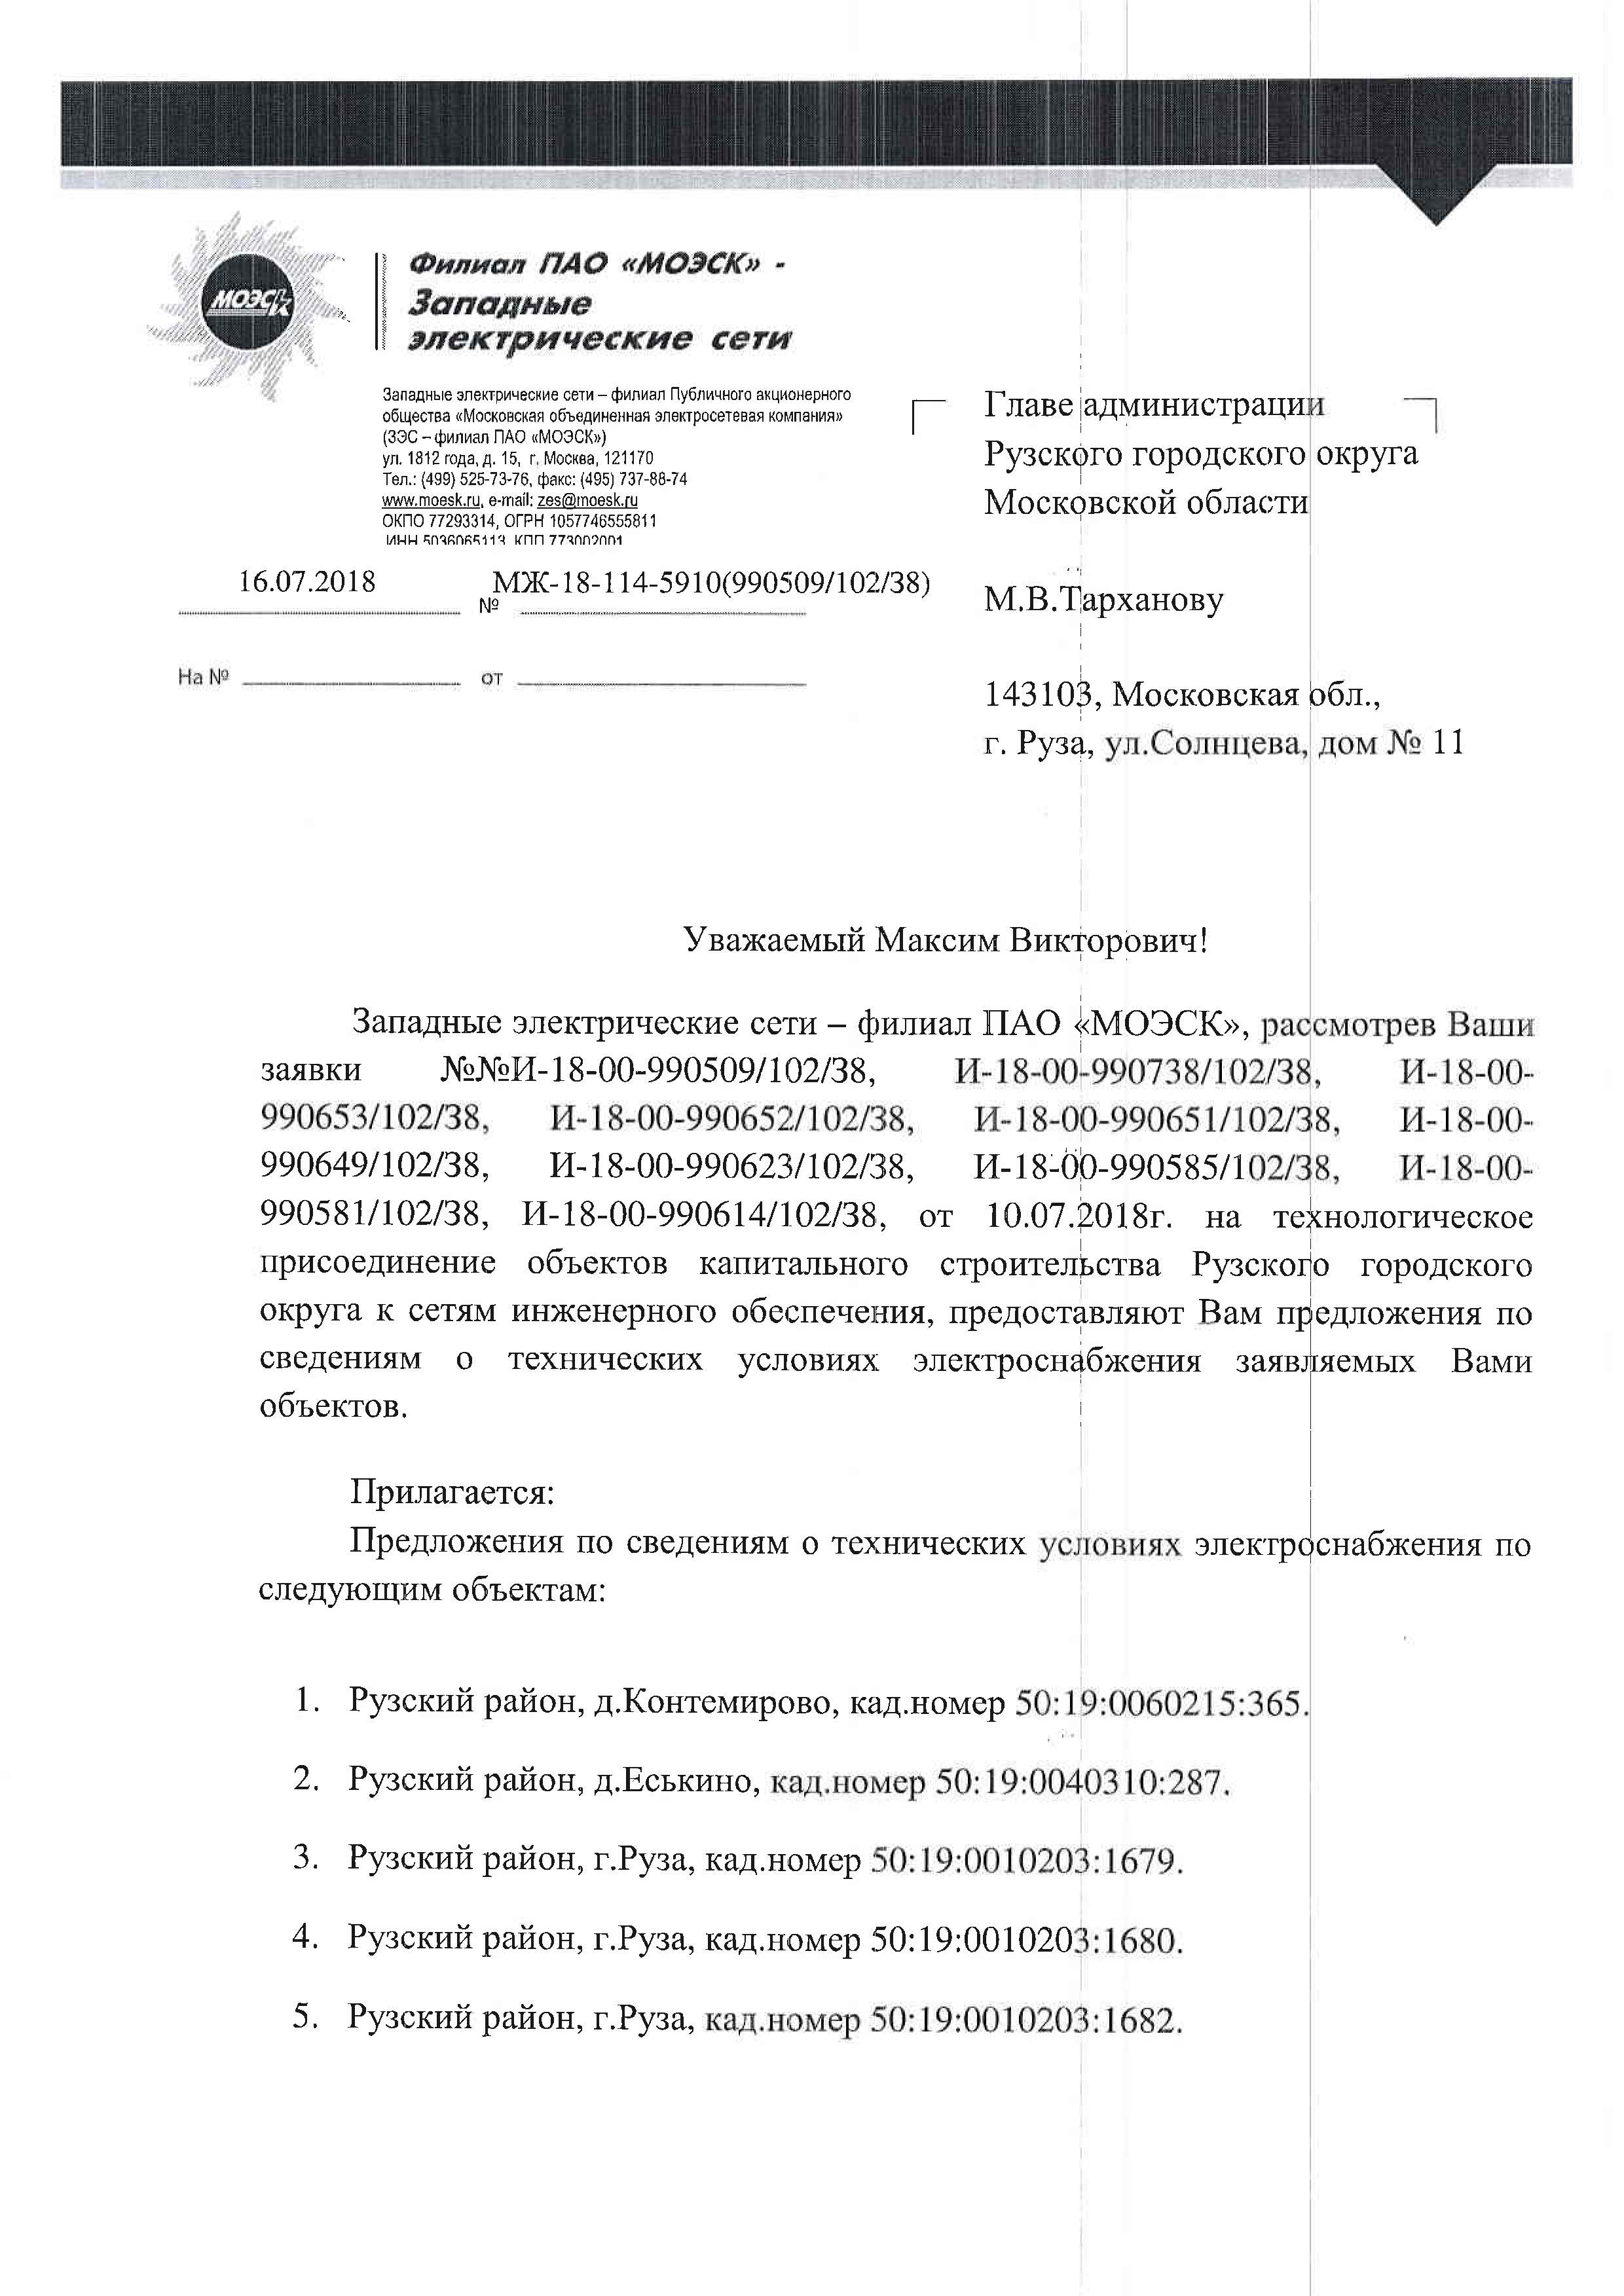 МОЭСК
Филиал ПАО «МОЭСК» -
Западные
электрические сети
Западные электрические сети – филиал Публичного акционерного
общества «Московская объединенная электросетевая компания»
(ЗЭС – филиал ПАО «МОЭСК»)
ул. 1812 года, д. 15, г. Москва, 121170
Тел.: (499) 525-73-76, факс: (495) 737-88-74
www.moesk.ru, e-mail: zes@moesk.ru
ОКПО 77293314, ОГРН 1057746555811
ИНН 5036065113, КПП 773002001
16.07.2018 № МЖ-18-114-5910(990509/102/38)
На № от
Главе администрации
Рузского городского округа
Московской области
М.В.Тарханову
143103, Московская обл.,
г. Руза, ул.Солнцева, дом № 11
Уважаемый Максим Викторович!
Западные электрические сети – филиал ПАО «МОЭСК», рассмотрев Ваши
заявки №№И-18-00-990509/102/38, И-18-00-990738/102/38, И-18-00-
990653/102/38, И-18-00-990652/102/38, И-18-00-990651/102/38, И-18-00-
990649/102/38, И-18-00-990623/102/38, И-18-00-990585/102/38, И-18-00-
990581/102/38, И-18-00-990614/102/38, от 10.07.2018г. на технологическое
присоединение объектов капитального строительства Рузского городского
округа к сетям инженерного обеспечения, предоставляют Вам предложения по
сведениям о технических условиях электроснабжения заявляемых Вами
объектов.
Прилагается:
Предложения по сведениям о технических условиях электроснабжения по
следующим объектам:
1. Рузский район, д.Контемирово, кад.номер 50:19:0060215:365.
2. Рузский район, д.Еськино, кад.номер 50:19:0040310:287.
3. Рузский район, г.Руза, кад.номер 50:19:0010203:1679.
4. Рузский район, г.Руза, кад.номер 50:19:0010203:1680.
5. Рузский район, г.Руза, кад.номер 50:19:0010203:1682.